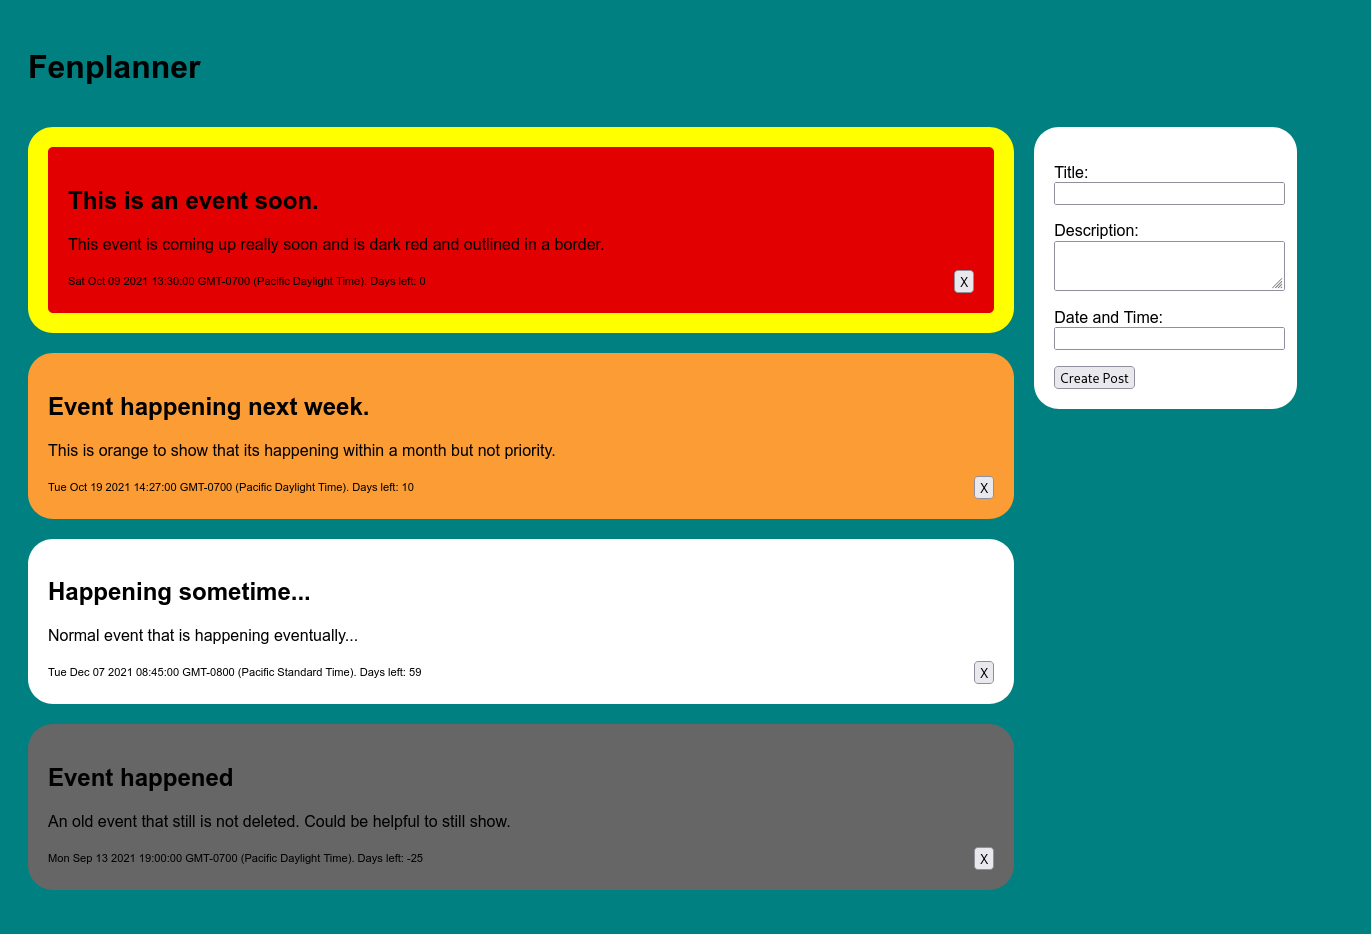 Fenplanner
This is an event soon.
This event is coming up really soon and is dark red and outlined in a border.
Sat Oct 09 2021 13:30:00 GMT-0700 (Pacific Daylight Time). Days left: 0
X
Event happening next week.
This is orange to show that its happening within a month but not priority.
Tue Oct 19 2021 14:27:00 GMT-0700 (Pacific Daylight Time). Days left: 10
X
Happening sometime...
Normal event that is happening eventually...
Tue Dec 07 2021 08:45:00 GMT-0800 (Pacific Standard Time). Days left: 59
X
Event happened
An old event that still is not deleted. Could be helpful to still show.
Mon Sep 13 2021 19:00:00 GMT-0700 (Pacific Daylight Time). Days left: -25
X
Title:
Description:
Date and Time:
Create Post